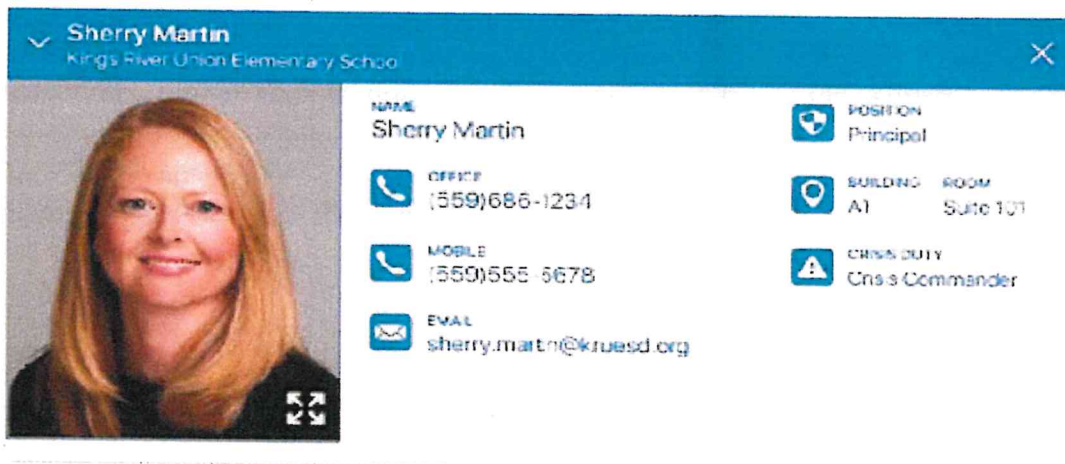 Sherry Martin
Kings River Union Elementary School
NAME
Sherry Martin
OFFICE
(559)686-1234
MOBILE
(559)555-5678
EMAIL
sherry.martin@kruesd.org
POSITION
Principal
BUILDING ROOM
A1 Suite 101
CRISIS DUTY
Crisis Commander